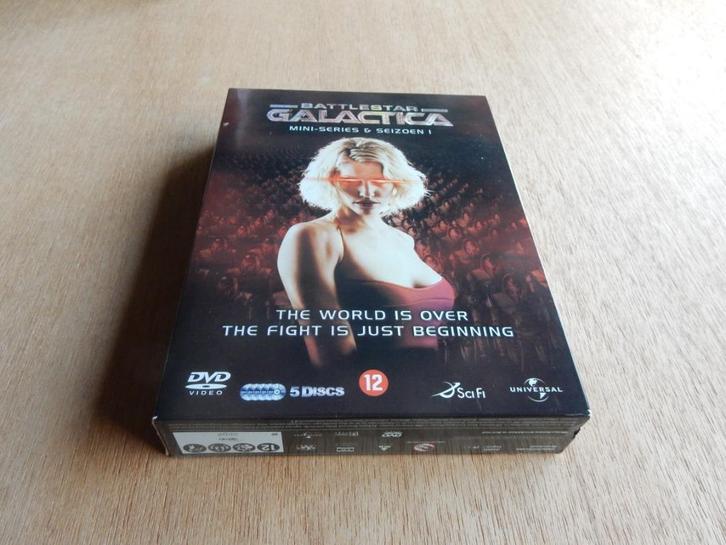 BATTLESTAR
GALACTICA
MINI-SERIES & SEIZOEN 1
THE WORLD IS OVER
THE FIGHT IS JUST BEGINNING
DVD
VIDEO
5 DISCS
12
SCI FI
UNIVERSAL
12